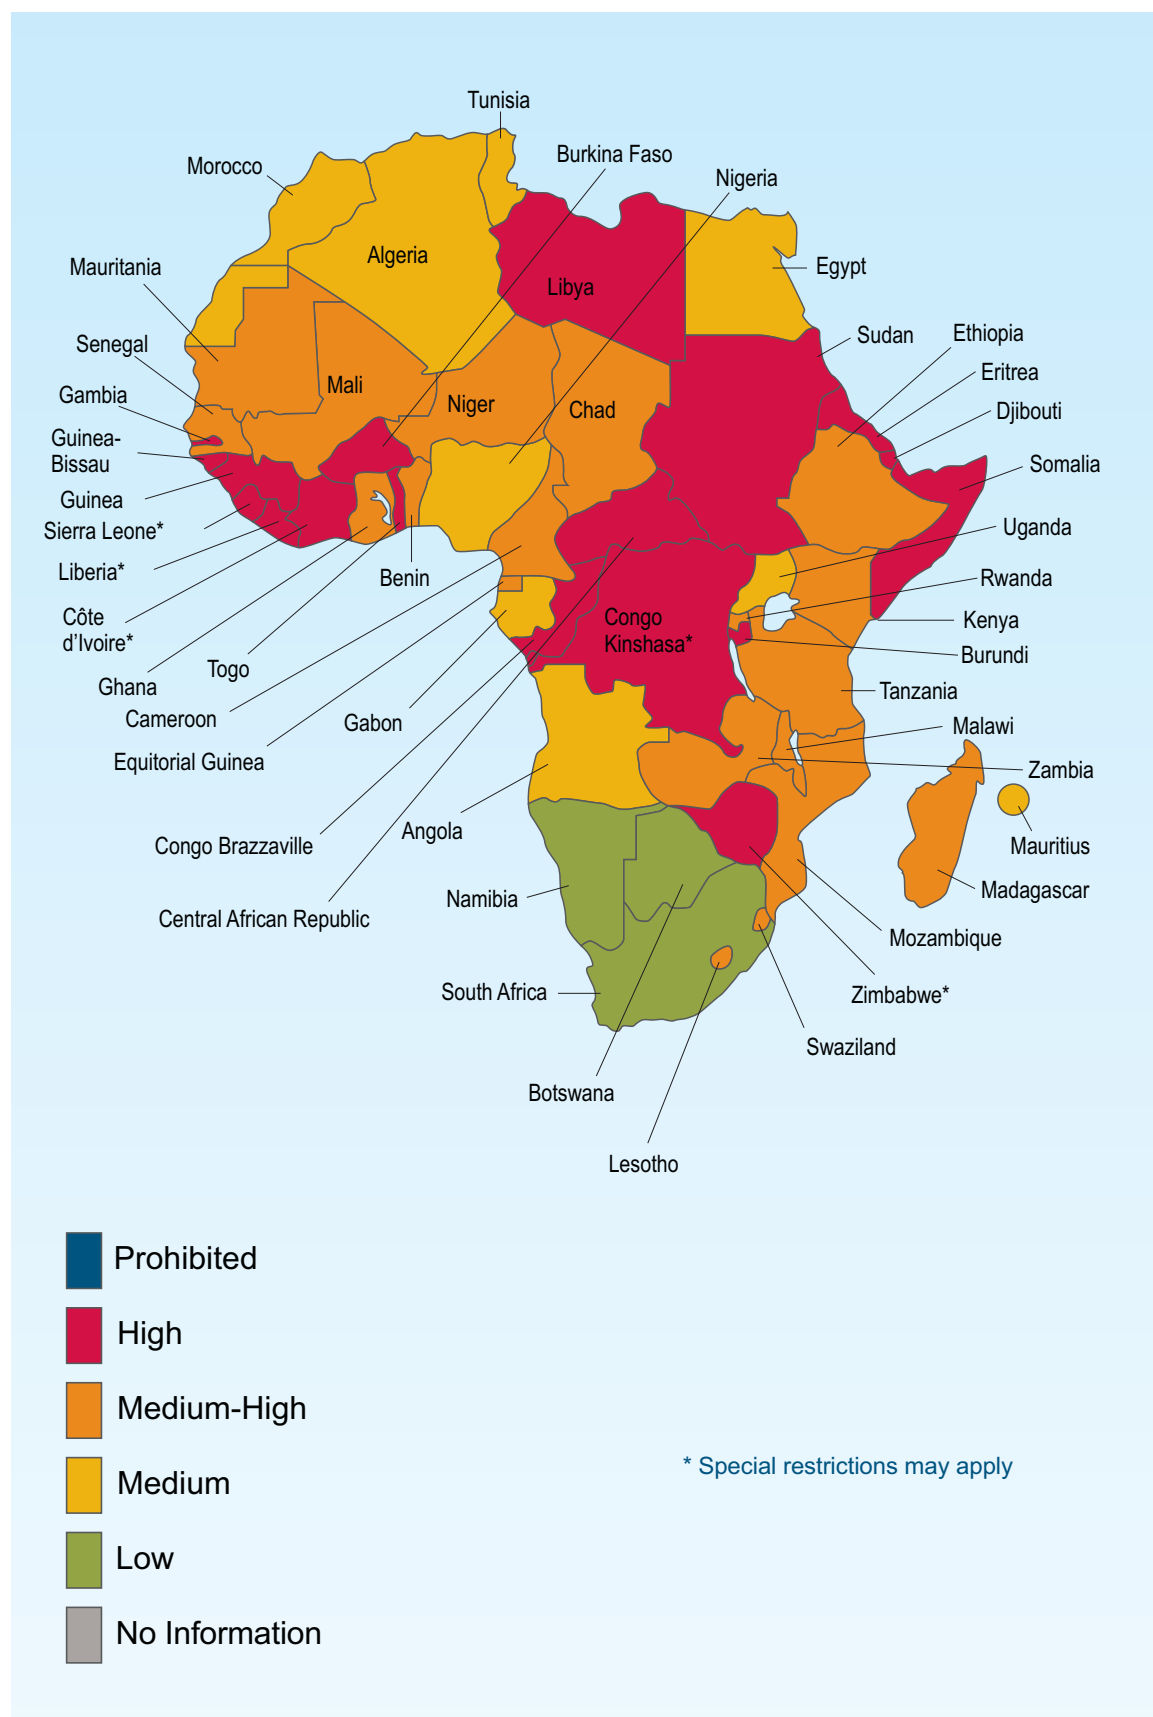 Tunisia
Burkina Faso
Morocco
Nigeria
Algeria
Mauritania
Egypt
Libya
Senegal
Sudan
Ethiopia
Eritrea
Mali
Gambia
Niger
Chad
Djibouti
Guinea-
Bissau
Somalia
Guinea
Sierra Leone*
Uganda
Liberia*
Benin
Rwanda
Côte
d'Ivoire*
Congo
Kinshasa*
Kenya
Burundi
Togo
Ghana
Tanzania
Cameroon
Gabon
Malawi
Equitorial Guinea
Zambia
Angola
Congo Brazzaville
Mauritius
Namibia
Madagascar
Central African Republic
Mozambique
South Africa
Zimbabwe*
Swaziland
Botswana
Lesotho
Prohibited
High
Medium-High
Medium
* Special restrictions may apply
Low
No Information